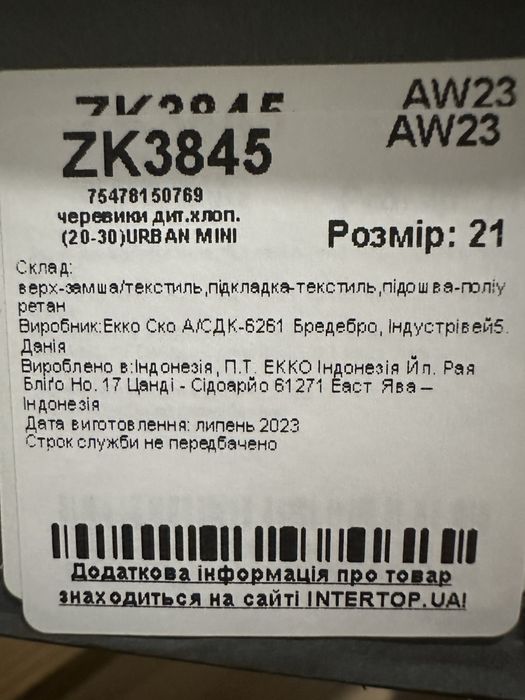 ZK3845
AW23
ZK3845
AW23
75478150769
черевики дит.хлоп.
(20-30)URBAN MINI
Розмір: 21
Склад:
верх-замша/текстиль,підкладка-текстиль,підошва-поліу
ретан
Виробник:Екко Ско А/СДК-6261 Бредебро, Індустрівей5.
Данія
Вироблено в:Індонезія, П.Т. ЕККО Індонезія Йл. Рая
Бліґо Но. 17 Цанді - Сідоарйо 61271 Еаст Ява –
Індонезія
Дата виготовлення: липень 2023
Строк служби не передбачено
Додаткова інформація про товар
знаходиться на сайті INTERTOP.UA!